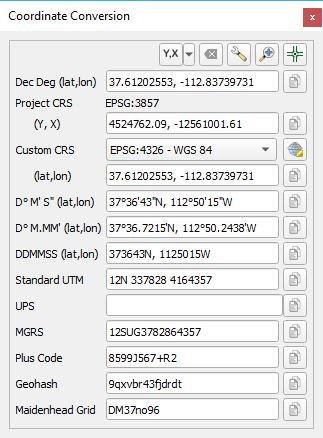 Coordinate Conversion x
Y,X
Dec Deg (lat,lon) 37.61202553, -112.83739731
Project CRS EPSG:3857
(Y, X) 4524762.09, -12561001.61
Custom CRS EPSG:4326 - WGS 84
(lat,lon) 37.61202553, -112.83739731
D° M' S" (lat,lon) 37°36'43"N, 112°50'15"W
D° M.MM' (lat,lon) 37°36.7215'N, 112°50.2438'W
DDMMSS (lat,lon) 373643N, 1125015W
Standard UTM 12N 337828 4164357
UPS
MGRS 12SUG3782864357
Plus Code 8599J567+R2
Geohash 9qxvbr43fjdrdt
Maidenhead Grid DM37no96